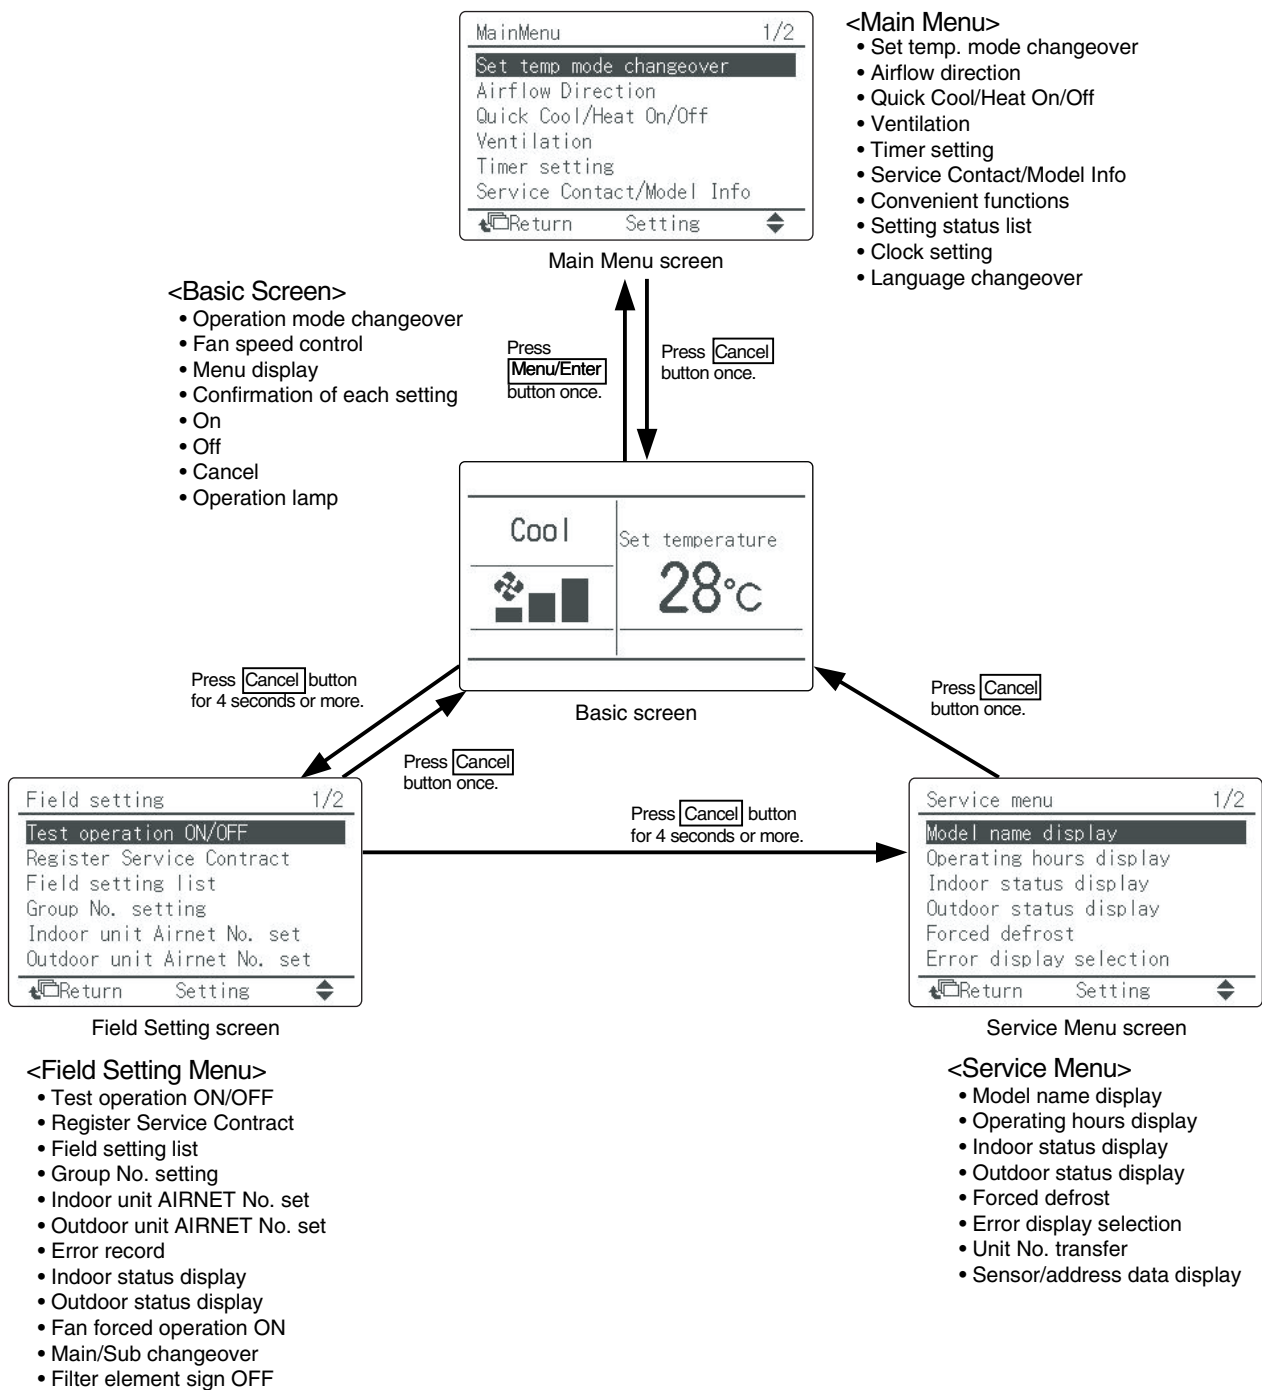 MainMenu 1/2
Set temp mode changeover
Airflow Direction
Quick Cool/Heat On/Off
Ventilation
Timer setting
Service Contact/Model Info
Return Setting
Main Menu screen
<Main Menu>
• Set temp. mode changeover
• Airflow direction
• Quick Cool/Heat On/Off
• Ventilation
• Timer setting
• Service Contact/Model Info
• Convenient functions
• Setting status list
• Clock setting
• Language changeover
<Basic Screen>
• Operation mode changeover
• Fan speed control
• Menu display
• Confirmation of each setting
• On
• Off
• Cancel
• Operation lamp
Press
Menu/Enter
button once.
Press Cancel
button once.
Cool
Set temperature
28°C
Basic screen
Press Cancel button
for 4 seconds or more.
Press Cancel
button once.
Press Cancel
button once.
Press Cancel button
for 4 seconds or more.
Field setting 1/2
Test operation ON/OFF
Register Service Contract
Field setting list
Group No. setting
Indoor unit Airnet No. set
Outdoor unit Airnet No. set
Return Setting
Field Setting screen
<Field Setting Menu>
• Test operation ON/OFF
• Register Service Contract
• Field setting list
• Group No. setting
• Indoor unit AIRNET No. set
• Outdoor unit AIRNET No. set
• Error record
• Indoor status display
• Outdoor status display
• Fan forced operation ON
• Main/Sub changeover
• Filter element sign OFF
Service menu 1/2
Model name display
Operating hours display
Indoor status display
Outdoor status display
Forced defrost
Error display selection
Return Setting
Service Menu screen
<Service Menu>
• Model name display
• Operating hours display
• Indoor status display
• Outdoor status display
• Forced defrost
• Error display selection
• Unit No. transfer
• Sensor/address data display